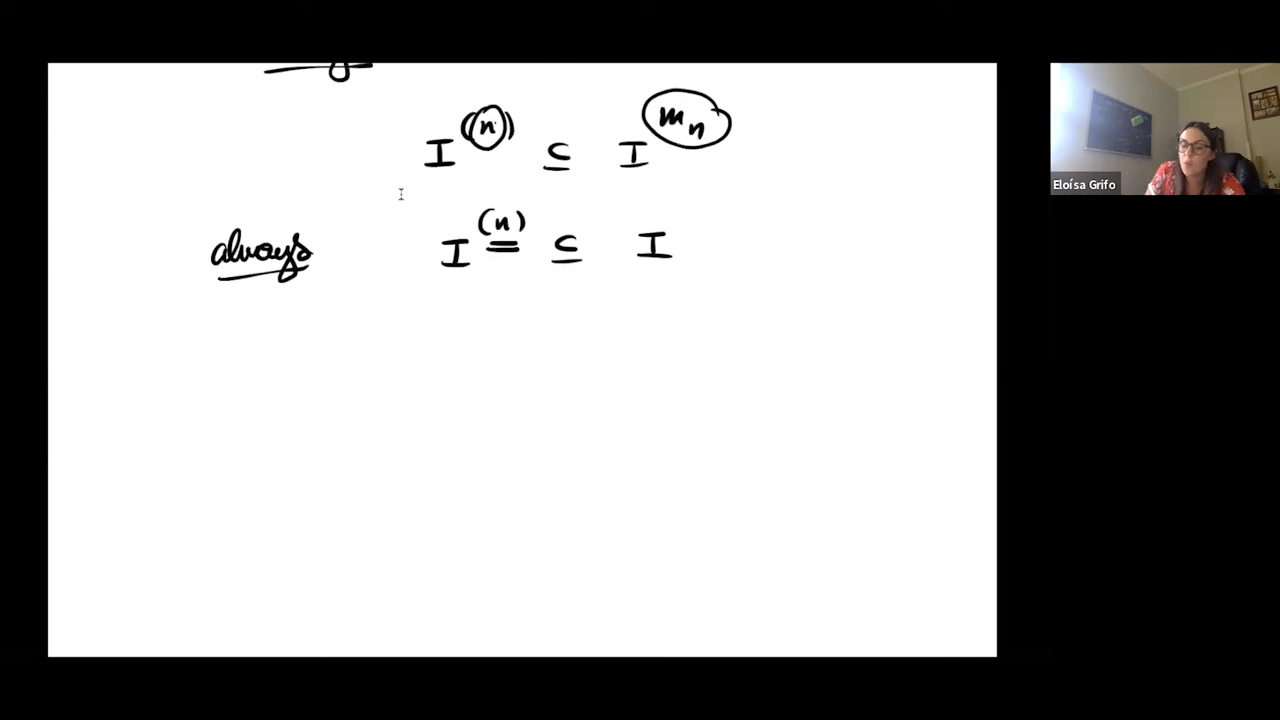 I^{(n)} ⊆ I^{m_n}
always I^{(n)} ⊆ I
Eloísa Grifo